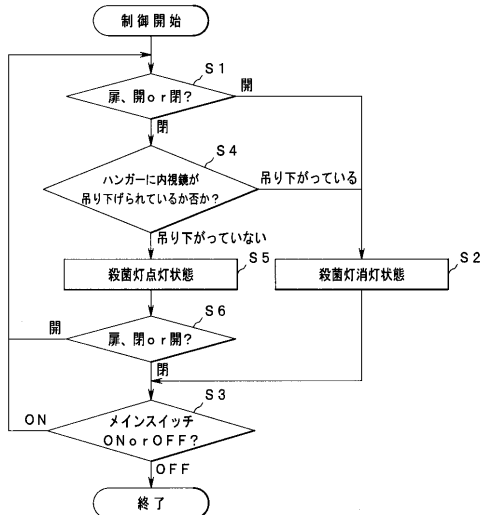 制御開始
S1
扉、開or閉?
開
閉
S4
ハンガーに内視鏡が
吊り下げられているか否か?
吊り下がっている
吊り下がっていない
S5
殺菌灯点灯状態
S2
殺菌灯消灯状態
S6
扉、閉or開?
開
閉
S3
メインスイッチ
ONorOFF?
ON
OFF
終了